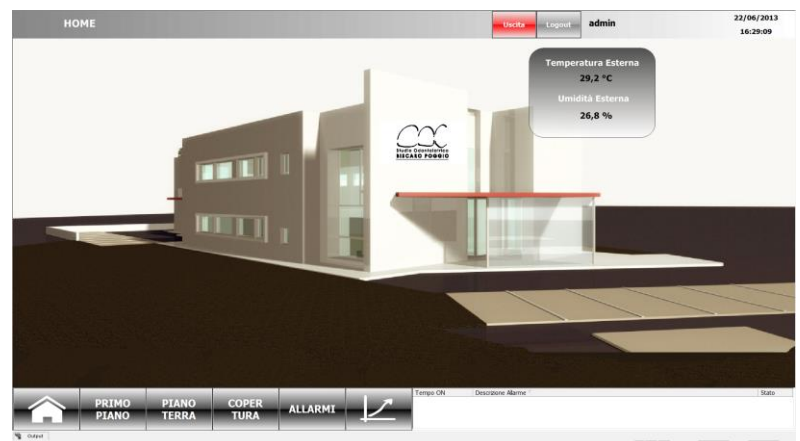 HOME
Uscita
Logout
admin
22/06/2013
16:29:09
Temperatura Esterna
29,2 °C
Umidità Esterna
26,8 %
Studio Odontoiatrico
BISCARO POGGIO
PRIMO
PIANO
PIANO
TERRA
COPER
TURA
ALLARMI
Tempo ON
Descrizione Allarme
Stato
Output